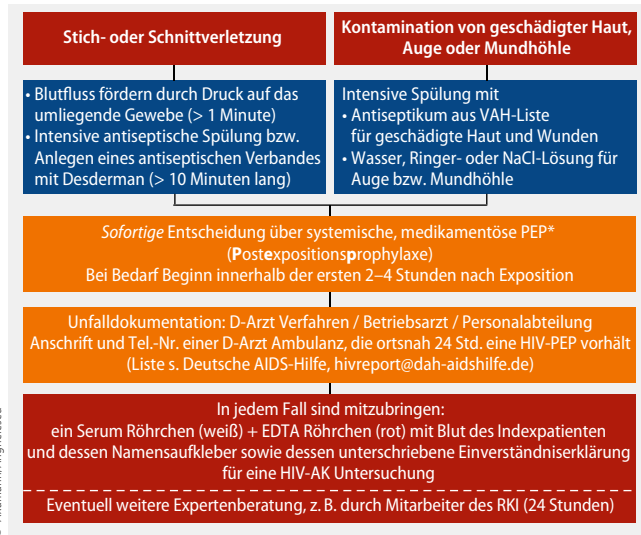 Stich- oder Schnittverletzung
Kontamination von geschädigter Haut,
Auge oder Mundhöhle
• Blutfluss fördern durch Druck auf das
umliegende Gewebe (> 1 Minute)
• Intensive antiseptische Spülung bzw.
Anlegen eines antiseptischen Verbandes
mit Desderman (> 10 Minuten lang)
Intensive Spülung mit
• Antiseptikum aus VAH-Liste
für geschädigte Haut und Wunden
• Wasser, Ringer- oder NaCl-Lösung für
Auge bzw. Mundhöhle
Sofortige Entscheidung über systemische, medikamentöse PEP*
(Postexpositionsprophylaxe)
Bei Bedarf Beginn innerhalb der ersten 2–4 Stunden nach Exposition
Unfalldokumentation: D-Arzt Verfahren / Betriebsarzt / Personalabteilung
Anschrift und Tel.-Nr. einer D-Arzt Ambulanz, die ortsnah 24 Std. eine HIV-PEP vorhält
(Liste s. Deutsche AIDS-Hilfe, hivreport@dah-aidshilfe.de)
In jedem Fall sind mitzubringen:
ein Serum Röhrchen (weiß) + EDTA Röhrchen (rot) mit Blut des Indexpatienten
und dessen Namensaufkleber sowie dessen unterschriebene Einverständniserklärung
für eine HIV-AK Untersuchung
Eventuell weitere Expertenberatung, z. B. durch Mitarbeiter des RKI (24 Stunden)